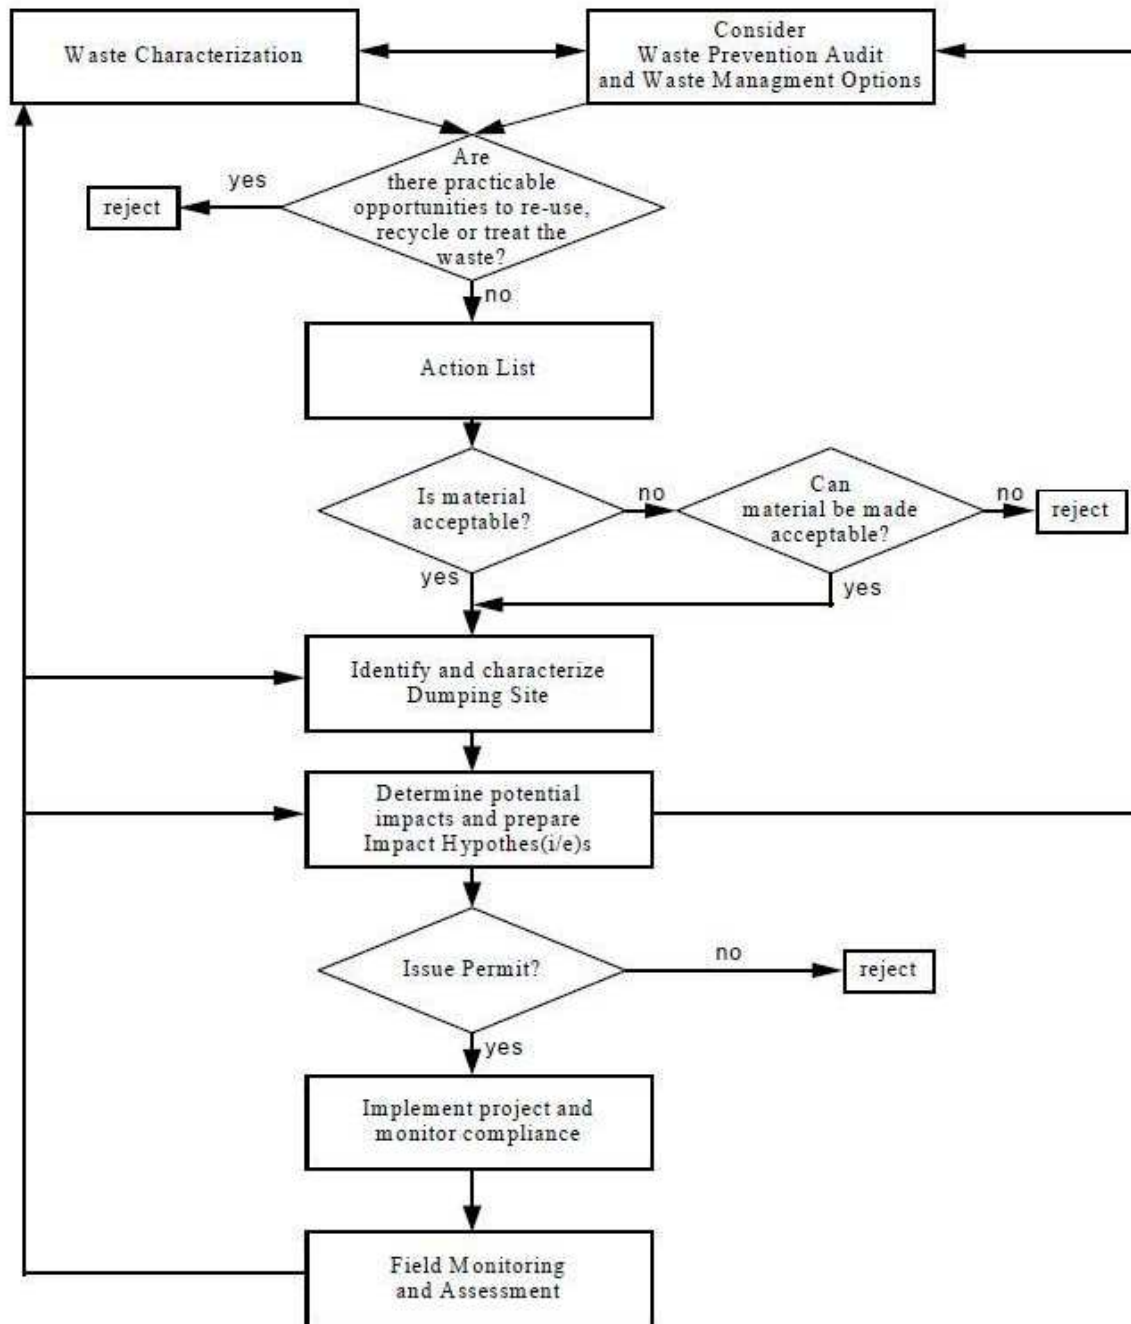 Waste Characterization
Consider
Waste Prevention Audit
and Waste Managment Options
Are
there practicable
opportunities to re-use,
recycle or treat the
waste?
yes
reject
no
Action List
Is material
acceptable?
no
Can
material be made
acceptable?
no
reject
yes
yes
Identify and characterize
Dumping Site
Determine potential
impacts and prepare
Impact Hypothes(i/e)s
Issue Permit?
no
reject
yes
Implement project and
monitor compliance
Field Monitoring
and Assessment